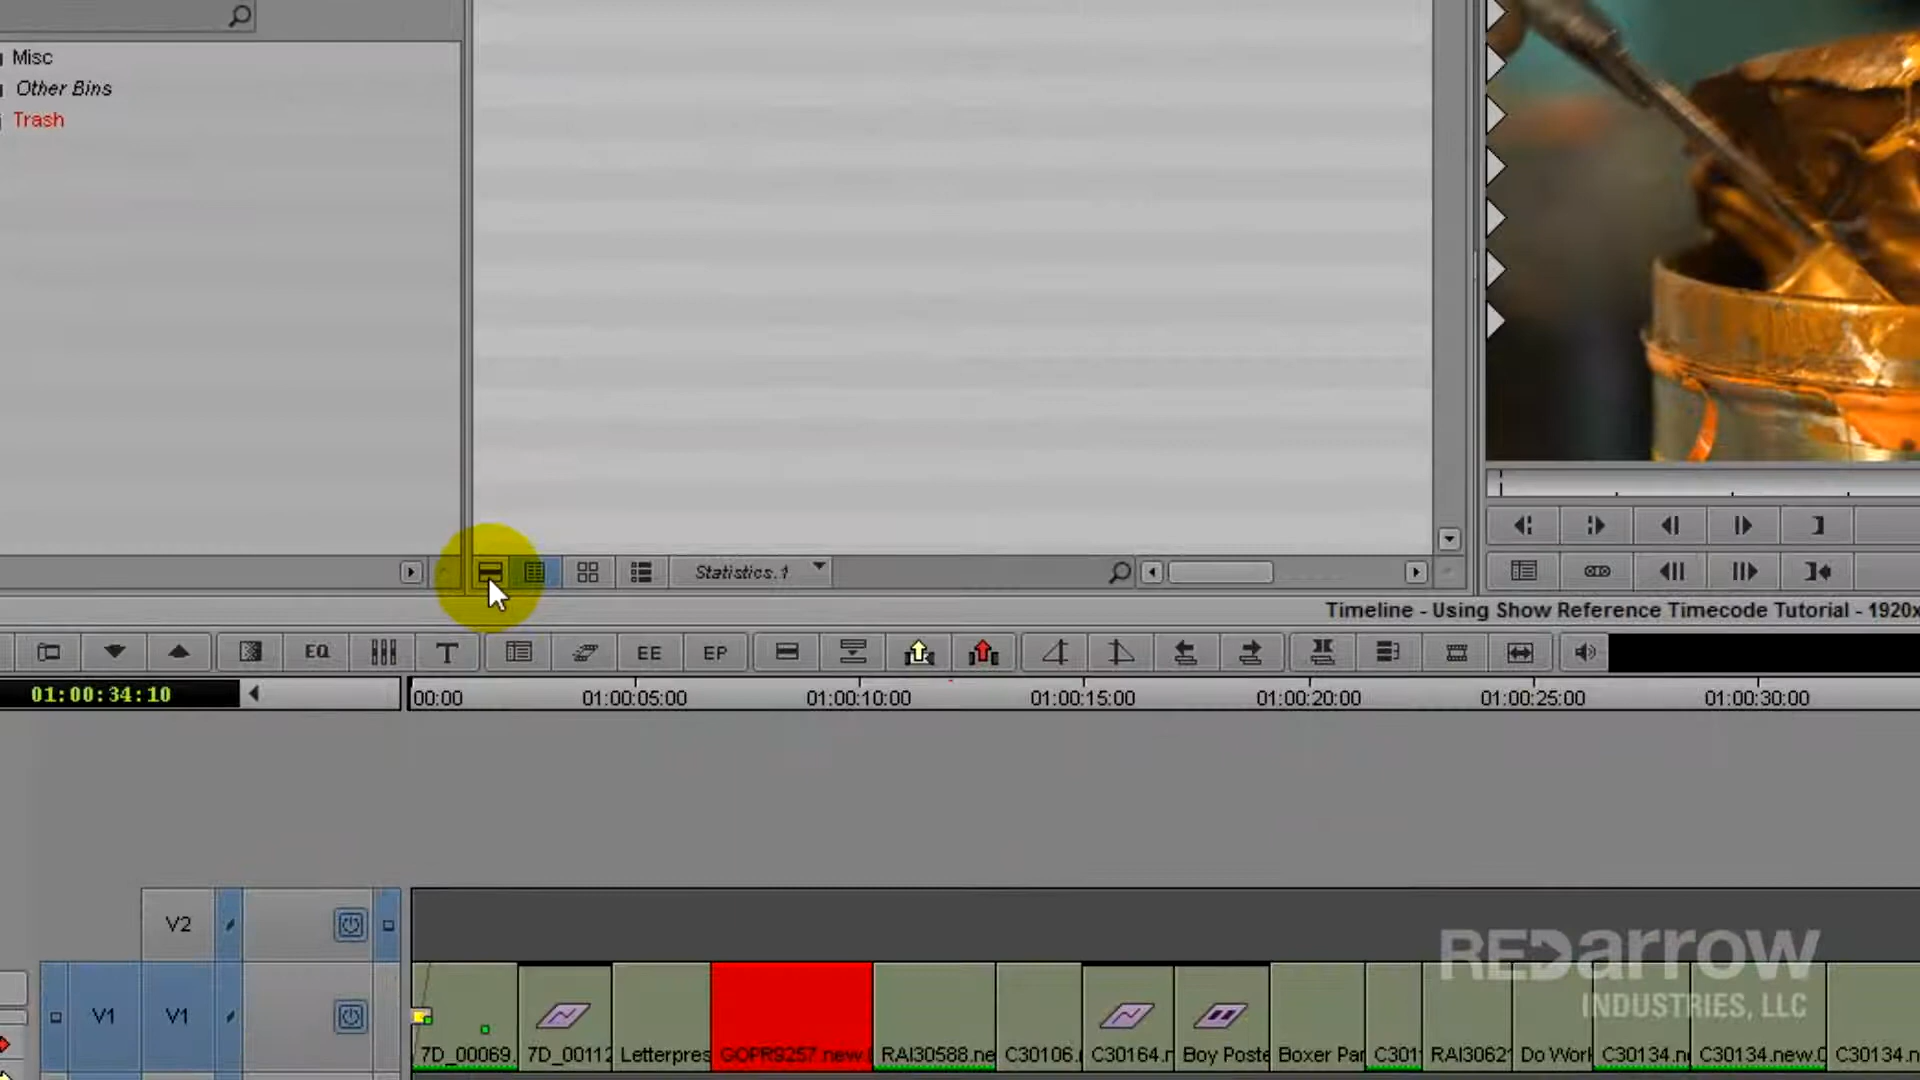 Misc
Other Bins
Trash
Statistics.1
Timeline - Using Show Reference Timecode Tutorial - 1920x
EQ
T
EE
EP
01:00:34:10
00:00
01:00:05:00
01:00:10:00
01:00:15:00
01:00:20:00
01:00:25:00
01:00:30:00
V2
REDarrow
INDUSTRIES, LLC
V1
V1
7D_00069.
7D_00112
Letterpres
GOPR9257.new.
RAI30588.ne
C30106.
C30164.n
Boy Poste
Boxer Par
C301
RAI3062
Do Worl
C30134.n
C30134.new.0
C30134.n